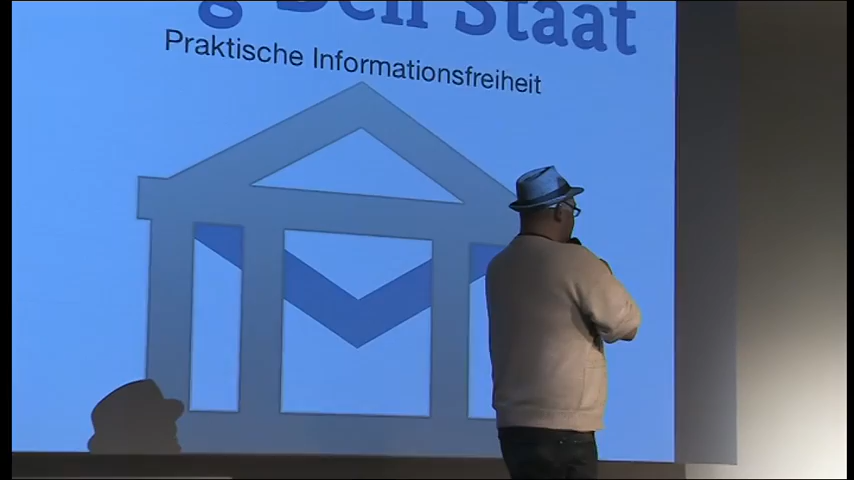 g Den Staat
Praktische Informationsfreiheit